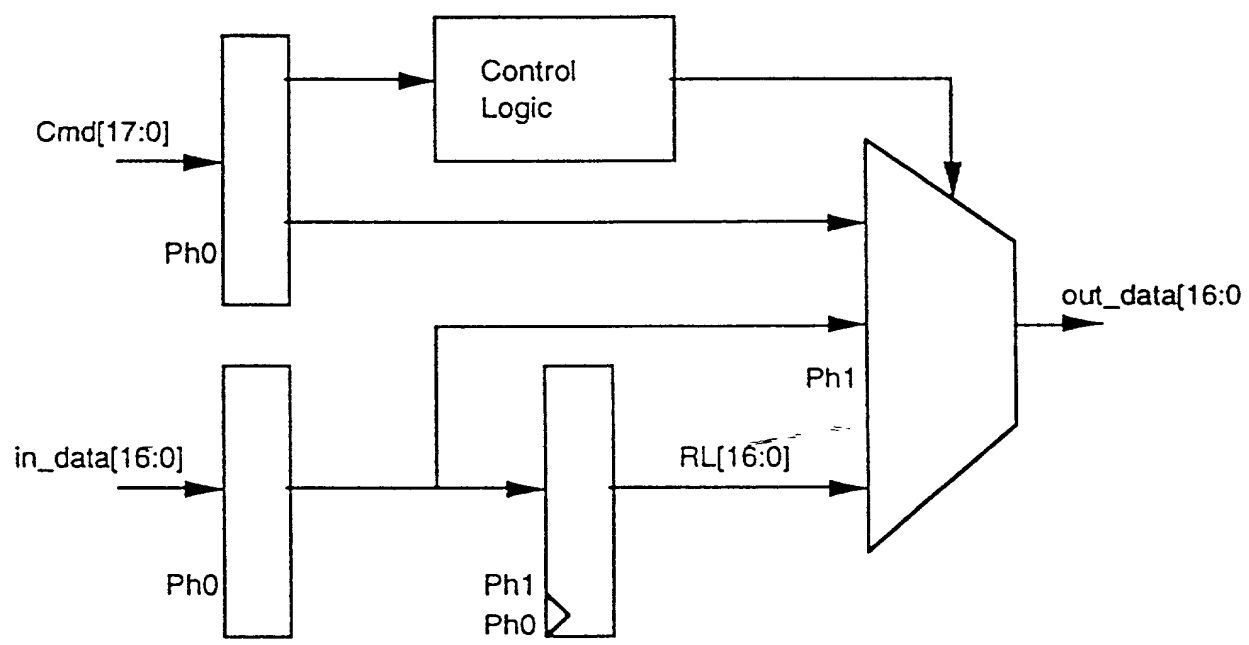 Control
Logic
Cmd[17:0]
Ph0
out_data[16:0
Ph1
in_data[16:0]
RL[16:0]
Ph0
Ph1
Ph0